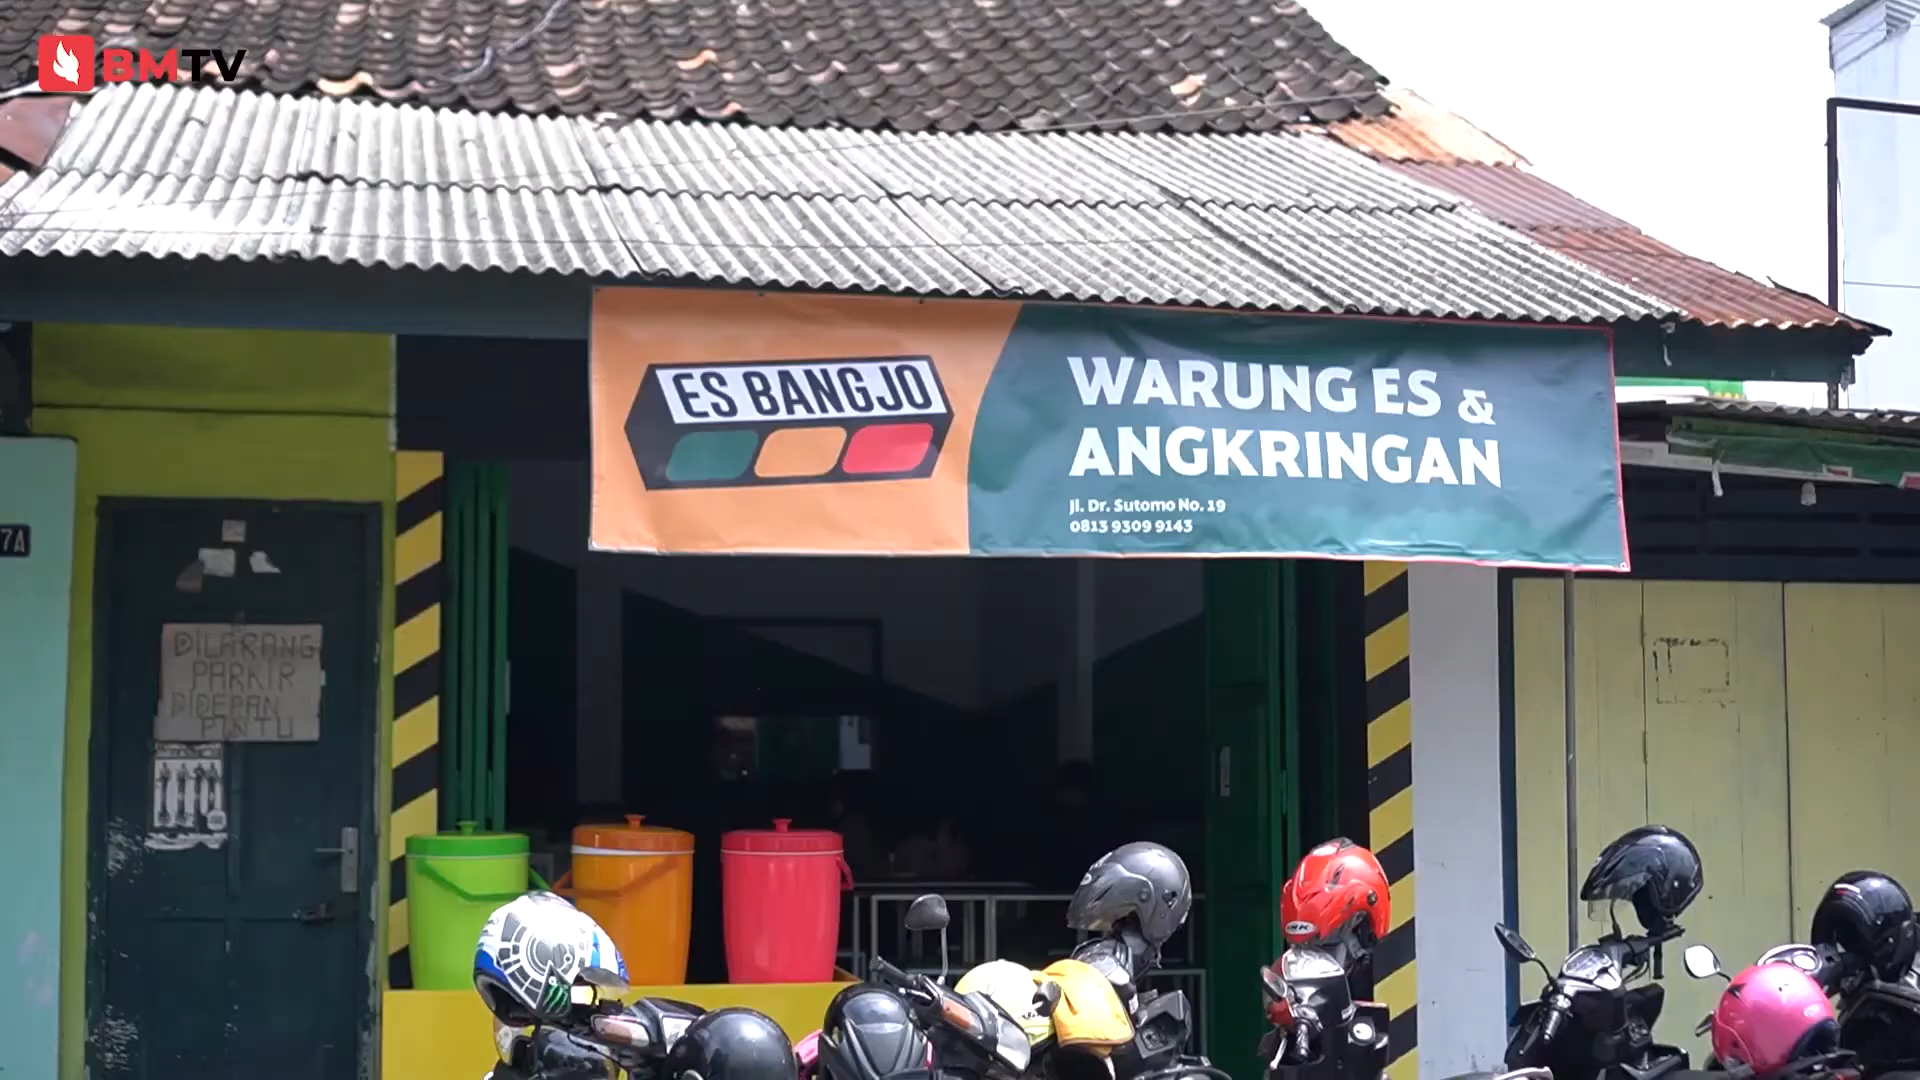 BMTV
ES BANGJO
WARUNG ES &
ANGKRINGAN
Jl. Dr. Sutomo No. 19
0813 9309 9143
7A
DILARANG
PARKIR
DIDEPAN
PINTU